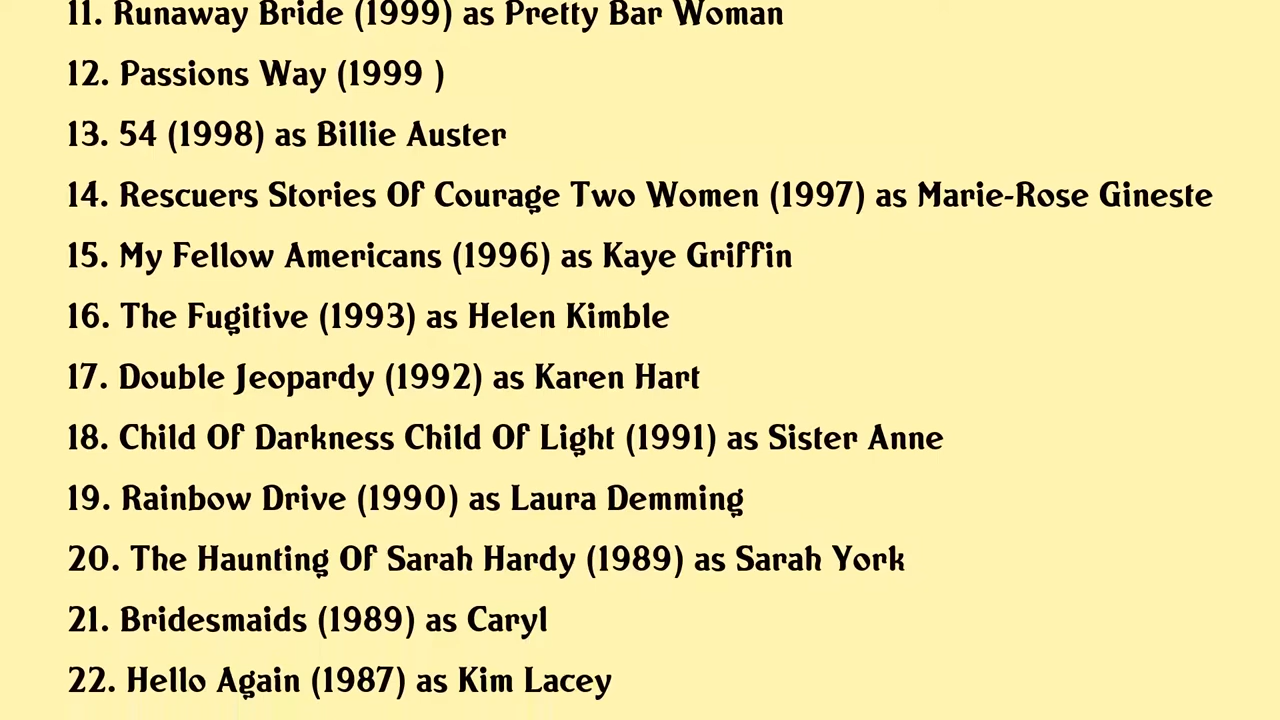 11. Runaway Bride (1999) as Pretty Bar Woman
12. Passions Way (1999 )
13. 54 (1998) as Billie Auster
14. Rescuers Stories Of Courage Two Women (1997) as Marie-Rose Gineste
15. My Fellow Americans (1996) as Kaye Griffin
16. The Fugitive (1993) as Helen Kimble
17. Double Jeopardy (1992) as Karen Hart
18. Child Of Darkness Child Of Light (1991) as Sister Anne
19. Rainbow Drive (1990) as Laura Demming
20. The Haunting Of Sarah Hardy (1989) as Sarah York
21. Bridesmaids (1989) as Caryl
22. Hello Again (1987) as Kim Lacey